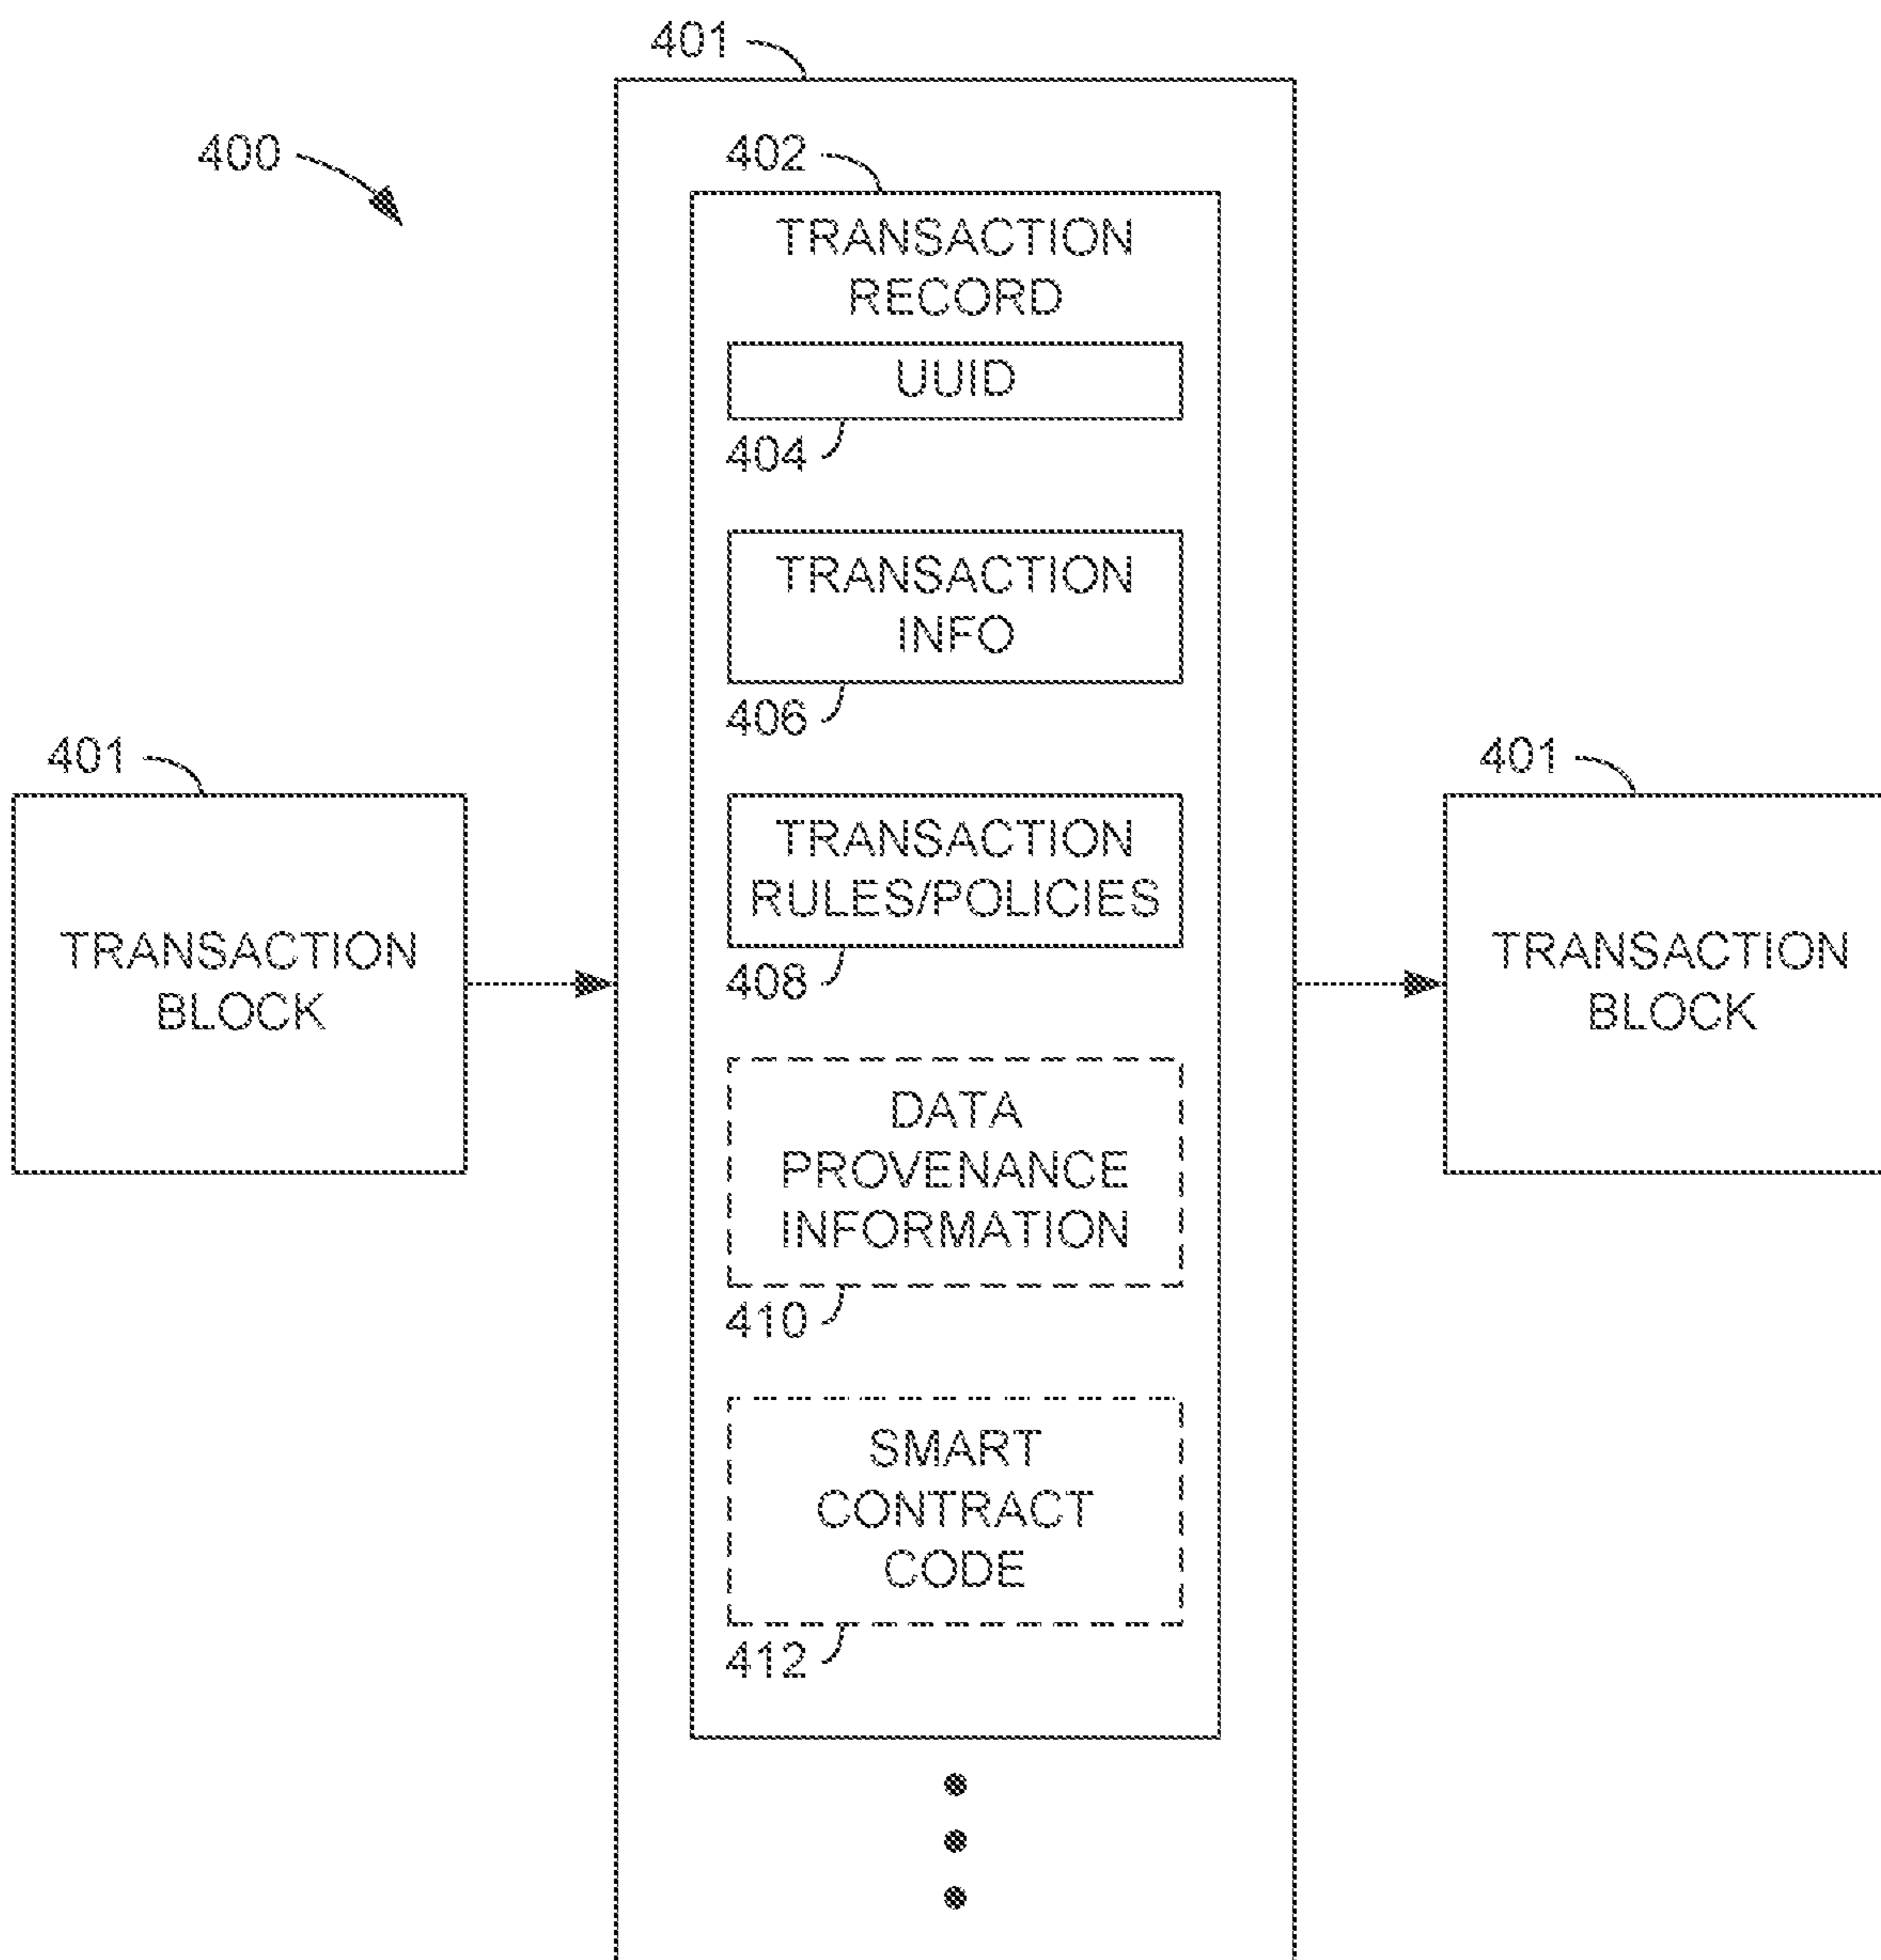 401
400
402
TRANSACTION
RECORD
UUID
404
TRANSACTION
INFO
406
401
TRANSACTION
BLOCK
TRANSACTION
RULES/POLICIES
408
401
TRANSACTION
BLOCK
DATA
PROVENANCE
INFORMATION
410
SMART
CONTRACT
CODE
412